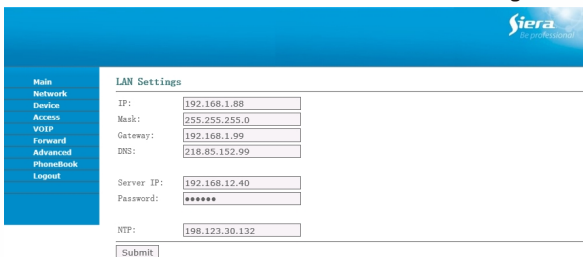 Siera
Be professional
Main
Network
Device
Access
VOIP
Forward
Advanced
PhoneBook
Logout
LAN Settings
IP: 192.168.1.88
Mask: 255.255.255.0
Gateway: 192.168.1.99
DNS: 218.85.152.99
Server IP: 192.168.12.40
Password: ●●●●●●
NTP: 198.123.30.132
Submit